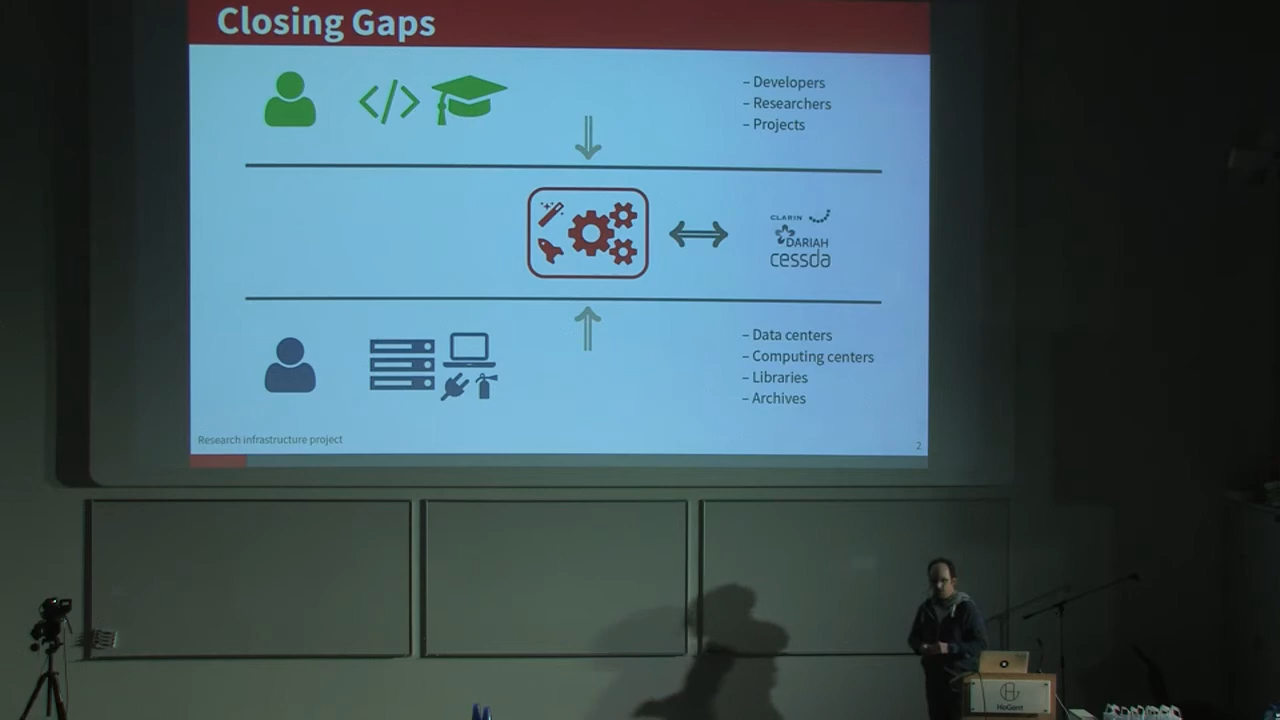 Closing Gaps
– Developers
– Researchers
– Projects
CLARIN
DARIAH
cessda
– Data centers
– Computing centers
– Libraries
– Archives
Research infrastructure project
2
HoGent